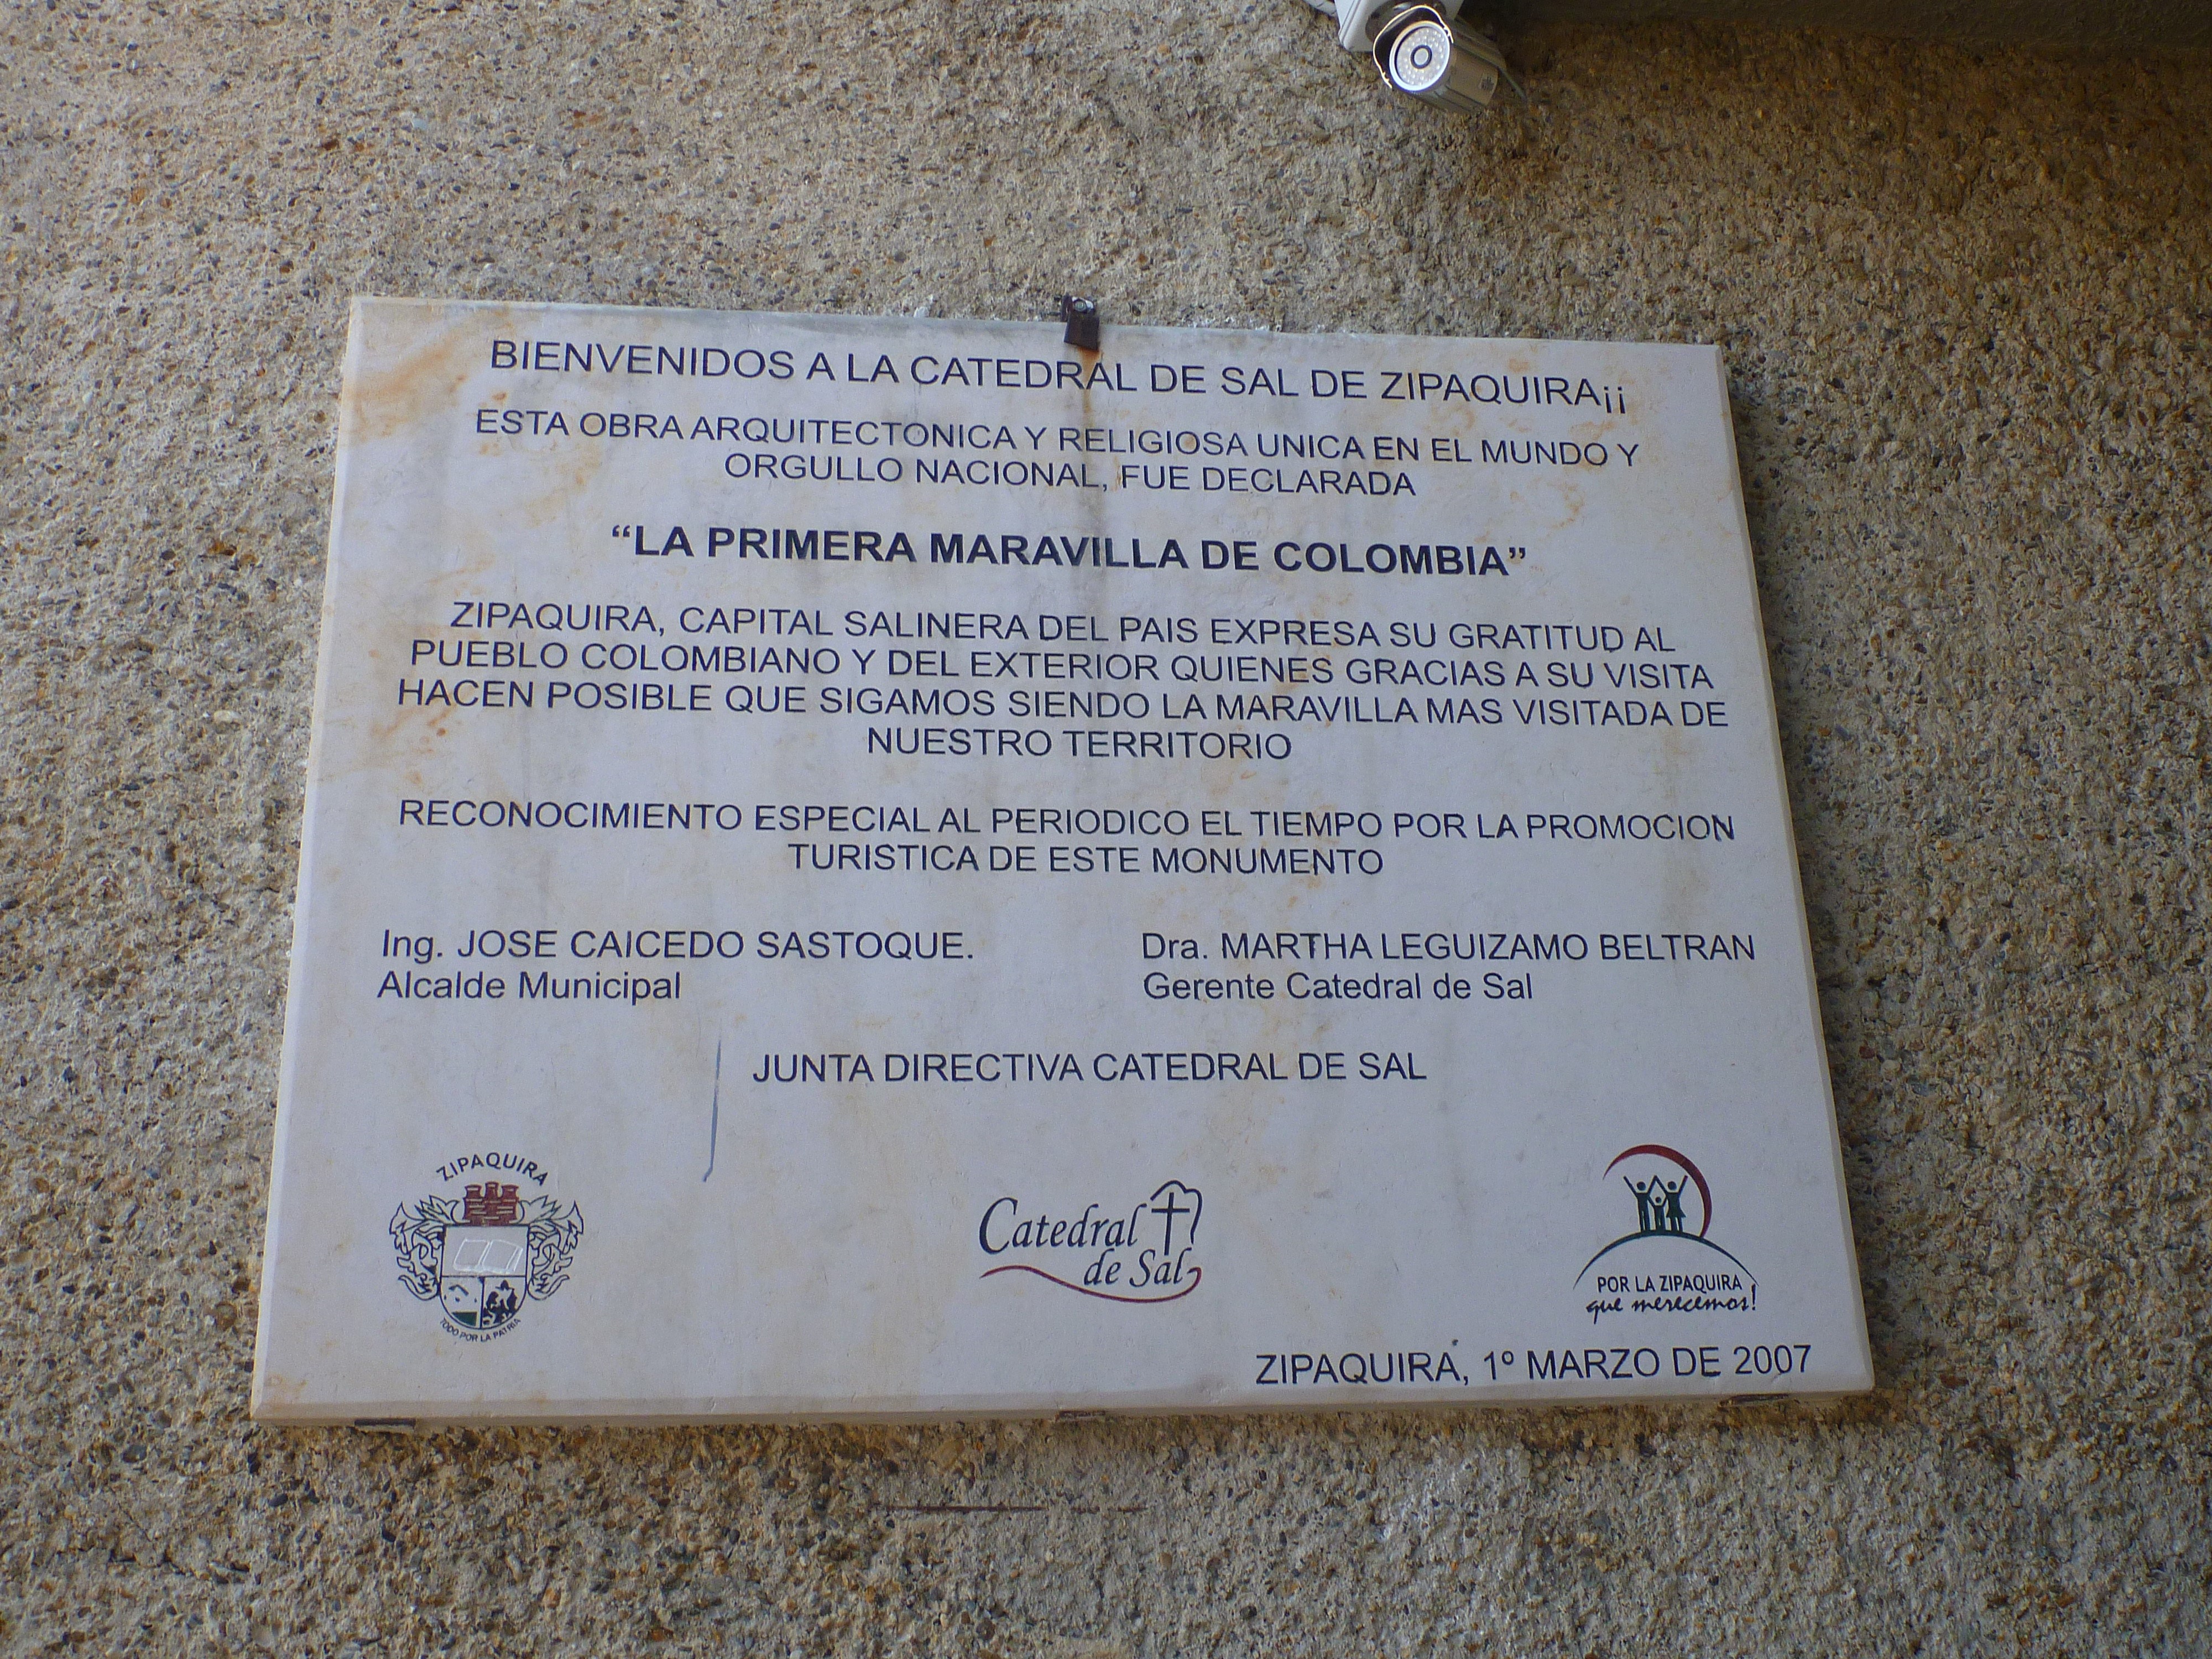 BIENVENIDOS A LA CATEDRAL DE SAL DE ZIPAQUIRA¡¡
ESTA OBRA ARQUITECTONICA Y RELIGIOSA UNICA EN EL MUNDO Y
ORGULLO NACIONAL, FUE DECLARADA
“LA PRIMERA MARAVILLA DE COLOMBIA”
ZIPAQUIRA, CAPITAL SALINERA DEL PAIS EXPRESA SU GRATITUD AL
PUEBLO COLOMBIANO Y DEL EXTERIOR QUIENES GRACIAS A SU VISITA
HACEN POSIBLE QUE SIGAMOS SIENDO LA MARAVILLA MAS VISITADA DE
NUESTRO TERRITORIO
RECONOCIMIENTO ESPECIAL AL PERIODICO EL TIEMPO POR LA PROMOCION
TURISTICA DE ESTE MONUMENTO
Ing. JOSE CAICEDO SASTOQUE.
Alcalde Municipal
Dra. MARTHA LEGUIZAMO BELTRAN
Gerente Catedral de Sal
JUNTA DIRECTIVA CATEDRAL DE SAL
ZIPAQUIRA
TODO POR LA PATRIA
Catedral
de Sal
POR LA ZIPAQUIRA
que merecemos!
ZIPAQUIRA, 1º MARZO DE 2007